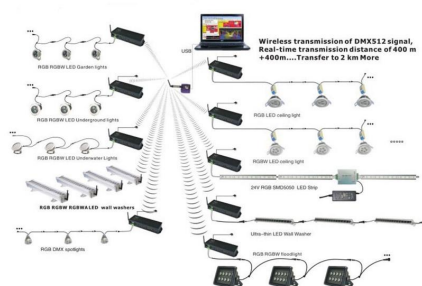 USB
Wireless transmission of DMX512 signal,
Real-time transmission distance of 400 m
+400m....Transfer to 2 km More
RGB RGBW LED Garden lights
RGB LED ceiling light
RGB RGBW LED Underground lights
RGBW LED ceiling light
RGB RGBW LED Underwater Lights
24V RGB SMD5050 LED Strip
RGB RGBW RGBWA LED wall washers
Ultra-thin LED Wall Washer
RGB DMX spotlights
RGB RGBW floodlight